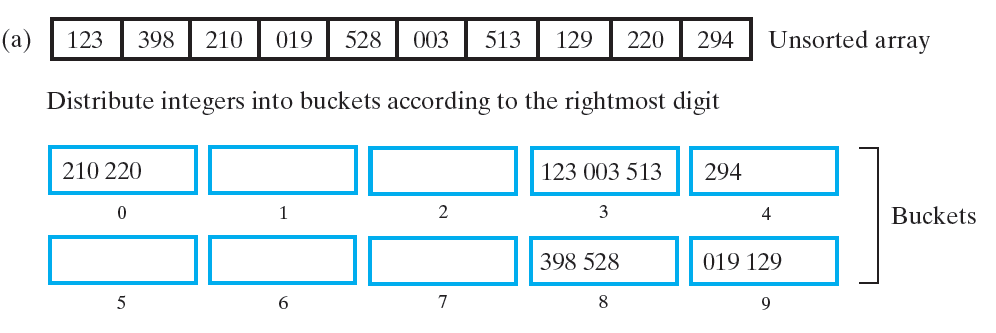 (a) 123 398 210 019 528 003 513 129 220 294 Unsorted array
Distribute integers into buckets according to the rightmost digit
210 220 123 003 513 294
0 1 2 3 4
Buckets
398 528 019 129
5 6 7 8 9